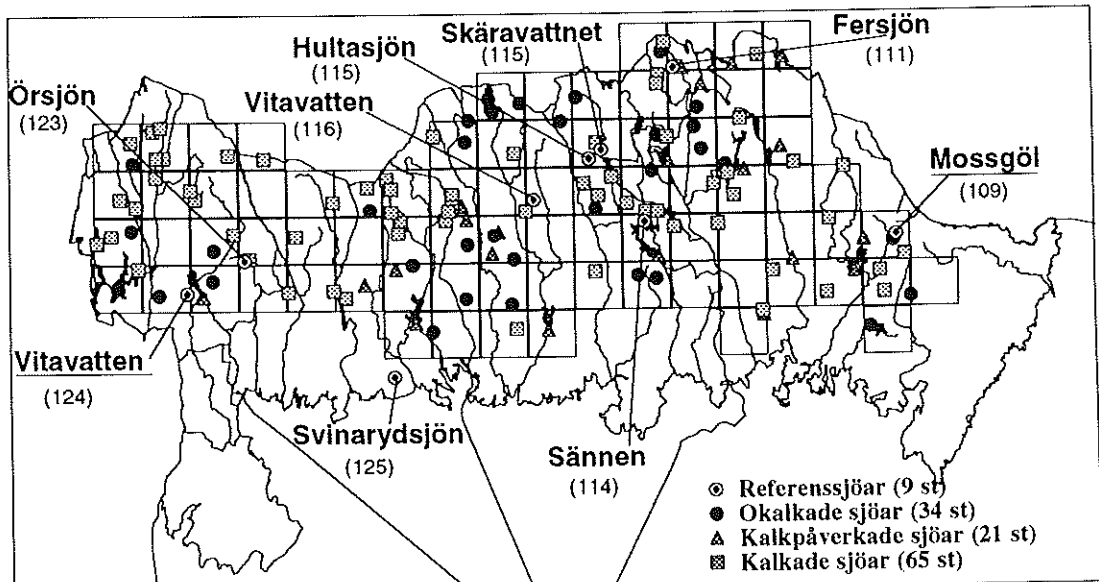 Skäravattnet
(115)
Fersjön
(111)
Hultasjön
(115)
Örsjön
(123)
Vitavatten
(116)
Mossgöl
(109)
Vitavatten
(124)
Svinarydsjön
(125)
Sännen
(114)
Referenssjöar (9 st)
Okalkade sjöar (34 st)
Kalkpåverkade sjöar (21 st)
Kalkade sjöar (65 st)